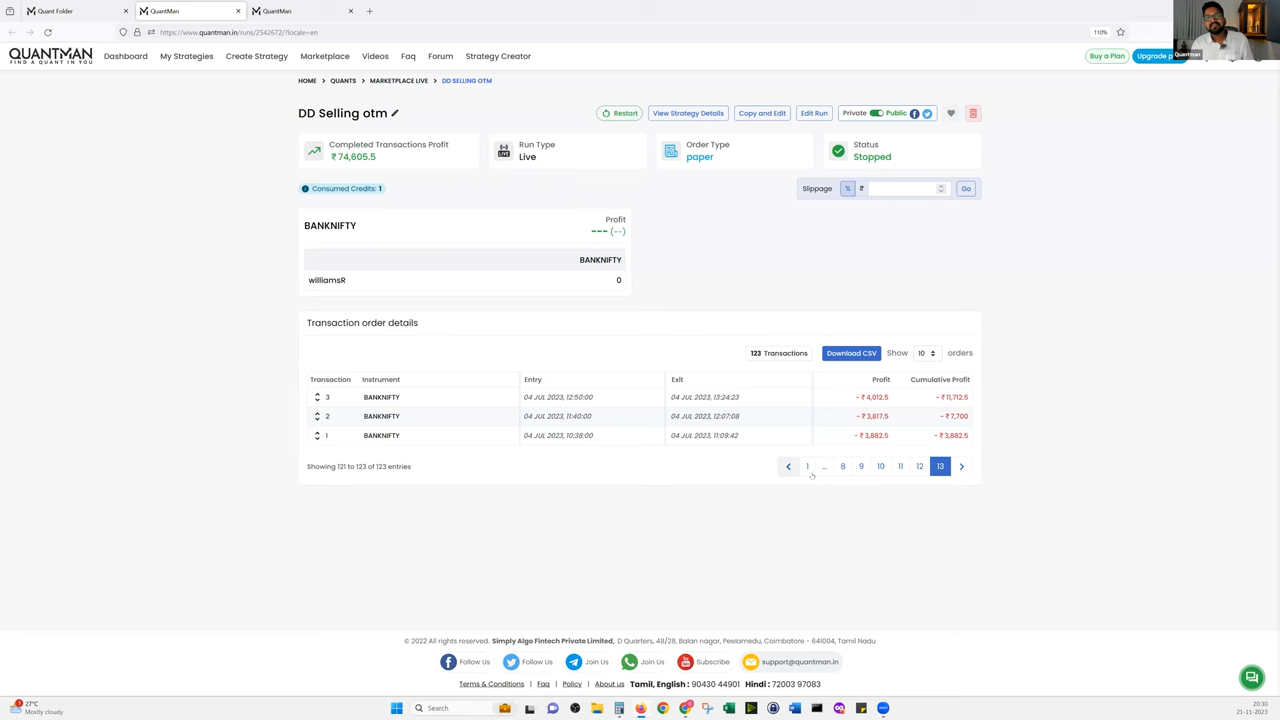 Quant Folder
QuantMan
QuantMan
https://www.quantman.in/runs/2542672/?locale=en
110%
QUANTMAN
FIND A QUANT IN YOU
Dashboard
My Strategies
Create Strategy
Marketplace
Videos
Faq
Forum
Strategy Creator
Buy a Plan
Upgrade
Quantman
HOME > QUANTS > MARKETPLACE LIVE > DD SELLING OTM
DD Selling otm
Restart
View Strategy Details
Copy and Edit
Edit Run
Private Public
Completed Transactions Profit
₹ 74,605.5
Run Type
Live
Order Type
paper
Status
Stopped
Consumed Credits: 1
Slippage % ₹ Go
BANKNIFTY
Profit
--- (--)
BANKNIFTY
williamsR 0
Transaction order details
123 Transactions Download CSV Show 10 orders
Transaction Instrument Entry Exit Profit Cumulative Profit
3 BANKNIFTY 04 JUL 2023, 12:50:00 04 JUL 2023, 13:24:23 - ₹ 4,012.5 - ₹ 11,712.5
2 BANKNIFTY 04 JUL 2023, 11:40:00 04 JUL 2023, 12:07:08 - ₹ 3,817.5 - ₹ 7,700
1 BANKNIFTY 04 JUL 2023, 10:38:00 04 JUL 2023, 11:09:42 - ₹ 3,882.5 - ₹ 3,882.5
Showing 121 to 123 of 123 entries
1 ... 8 9 10 11 12 13
© 2022 All rights reserved. Simply Algo Fintech Private Limited, D Quarters, 48/28, Balan nagar, Peelamedu, Coimbatore - 641004, Tamil Nadu
Follow Us
Follow Us
Join Us
Join Us
Subscribe
support@quantman.in
Terms & Conditions | Faq | Policy | About us Tamil, English : 90430 44901 Hindi : 72003 97083
27°C
Mostly cloudy
Search
20:30
21-11-2023